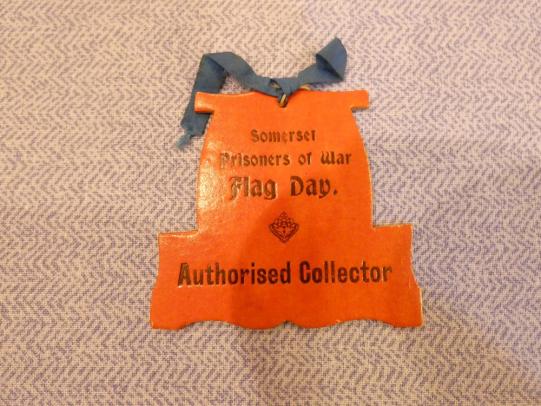 Somerset
Prisoners of War
Flag Day.
Authorised Collector